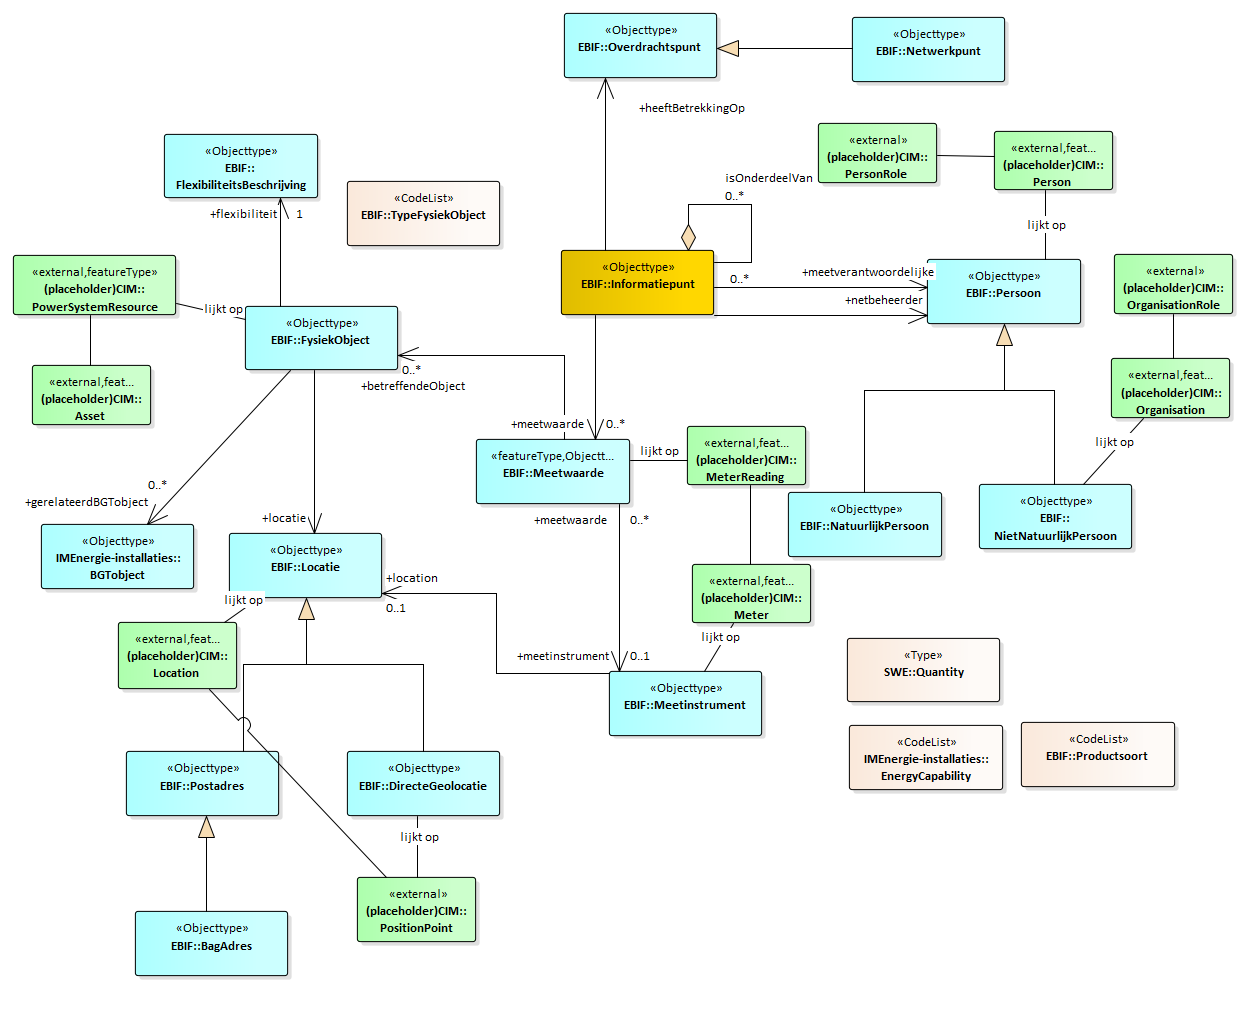 «Objecttype»
EBIF::Overdrachtspunt
«Objecttype»
EBIF::Netwerkpunt
+heeftBetrekkingOp
«Objecttype»
EBIF::
FlexibiliteitsBeschrijving
+flexibiliteit 1
«CodeList»
EBIF::TypeFysiekObject
isOnderdeelVan
0..*
«external»
(placeholder)CIM::
PersonRole
«external,feat...
(placeholder)CIM::
Person
lijkt op
«external,featureType»
(placeholder)CIM::
PowerSystemResource
lijkt op
«Objecttype»
EBIF::FysiekObject
«Objecttype»
EBIF::Informatiepunt
0..*
+meetverantwoordelijke
+netbeheerder
«Objecttype»
EBIF::Persoon
«external»
(placeholder)CIM::
OrganisationRole
«external,feat...
(placeholder)CIM::
Asset
0..*
+betreffendeObject
+meetwaarde
0..*
«external,feat...
(placeholder)CIM::
Organisation
lijkt op
«featureType,Objectt...
EBIF::Meetwaarde
lijkt op
«external,feat...
(placeholder)CIM::
MeterReading
0..*
+gerelateerdBGTobject
+locatie
+meetwaarde
0..*
«Objecttype»
EBIF::NatuurlijkPersoon
«Objecttype»
EBIF::
NietNatuurlijkPersoon
«Objecttype»
IMEnergie-installaties::
BGTobject
«Objecttype»
EBIF::Locatie
+location
0..1
lijkt op
«external,feat...
(placeholder)CIM::
Meter
lijkt op
«external,feat...
(placeholder)CIM::
Location
+meetinstrument
0..1
«Objecttype»
EBIF::Meetinstrument
«Type»
SWE::Quantity
«CodeList»
IMEnergie-installaties::
EnergyCapability
«CodeList»
EBIF::Productsoort
«Objecttype»
EBIF::Postadres
«Objecttype»
EBIF::DirecteGeolocatie
lijkt op
«external»
(placeholder)CIM::
PositionPoint
«Objecttype»
EBIF::BagAdres